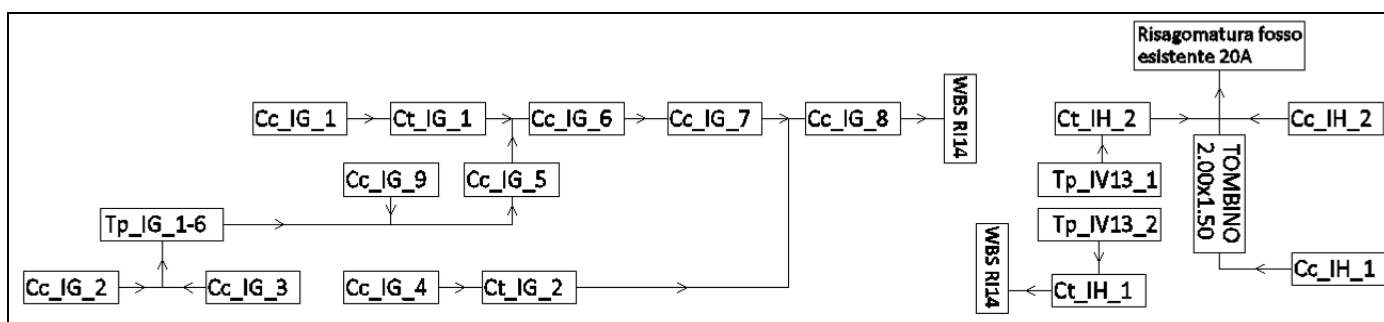 Risagomatura fosso
esistente 20A
Cc_IG_1
Ct_IG_1
Cc_IG_6
Cc_IG_7
Cc_IG_8
WBS RI14
Ct_IH_2
Cc_IH_2
Cc_IG_9
Cc_IG_5
Tp_IV13_1
TOMBINO
2.00x1.50
Tp_IG_1-6
Tp_IV13_2
WBS RI14
Cc_IH_1
Cc_IG_2
Cc_IG_3
Cc_IG_4
Ct_IG_2
Ct_IH_1